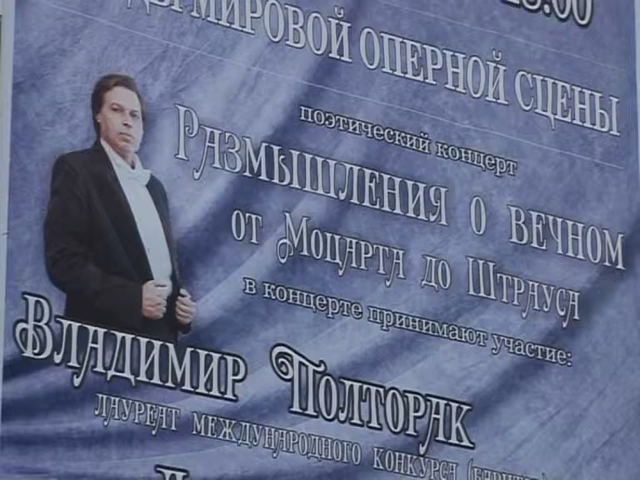 МИРОВОЙ ОПЕРНОЙ СЦЕНЫ
поэтический концерт
Размышления о вечном
от Моцарта до Штрауса
в концерте принимают участие:
Владимир Полторак
ЛАУРЕАТ МЕЖДУНАРОДНОГО КОНКУРСА